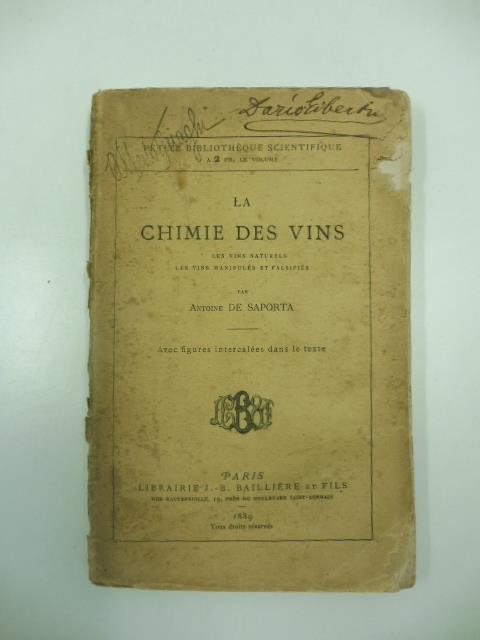 Dario Liberti
PETITE BIBLIOTHÈQUE SCIENTIFIQUE
A 2 FR. LE VOLUME
LA
CHIMIE DES VINS
LES VINS NATURELS
LES VINS MANIPULÉS ET FALSIFIÉS
PAR
ANTOINE DE SAPORTA
Avec figures intercalées dans le texte
PARIS
LIBRAIRIE J.-B. BAILLIÈRE ET FILS
RUE HAUTEFEUILLE, 19, PRÈS DU BOULEVARD SAINT-GERMAIN
1889
Tous droits réservés